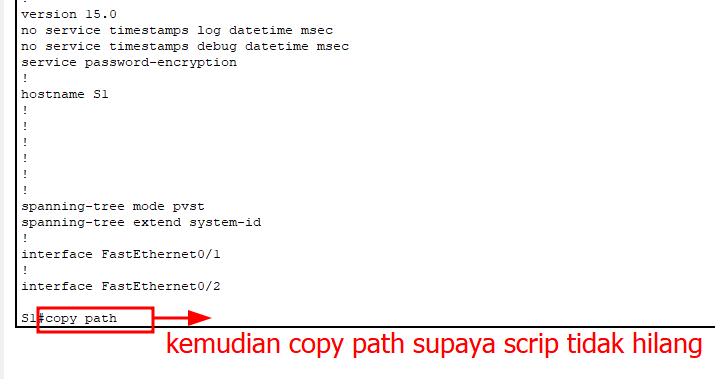 !
version 15.0
no service timestamps log datetime msec
no service timestamps debug datetime msec
service password-encryption
!
hostname S1
!
!
!
!
!
!
spanning-tree mode pvst
spanning-tree extend system-id
!
interface FastEthernet0/1
!
interface FastEthernet0/2
S1#copy path
kemudian copy path supaya scrip tidak hilang